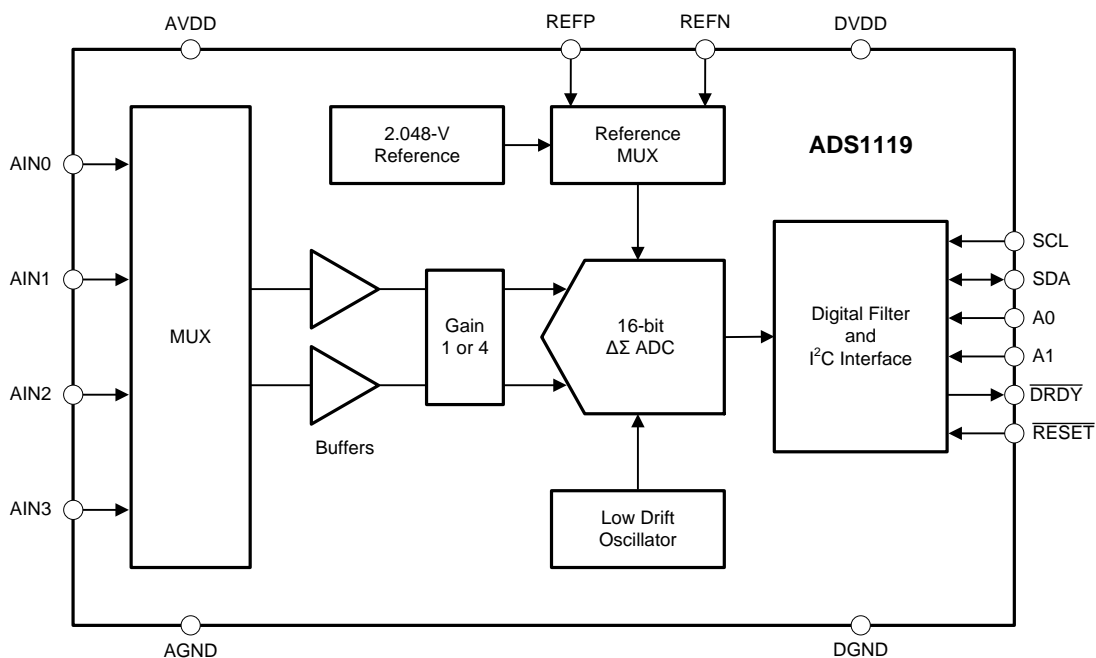 AVDD
REFP
REFN
DVDD
2.048-V
Reference
Reference
MUX
ADS1119
AIN0
AIN1
AIN2
AIN3
MUX
Buffers
Gain
1 or 4
16-bit
ΔΣ ADC
Low Drift
Oscillator
Digital Filter
and
I²C Interface
SCL
SDA
A0
A1
D̅R̅D̅Y̅
R̅E̅S̅E̅T̅
AGND
DGND